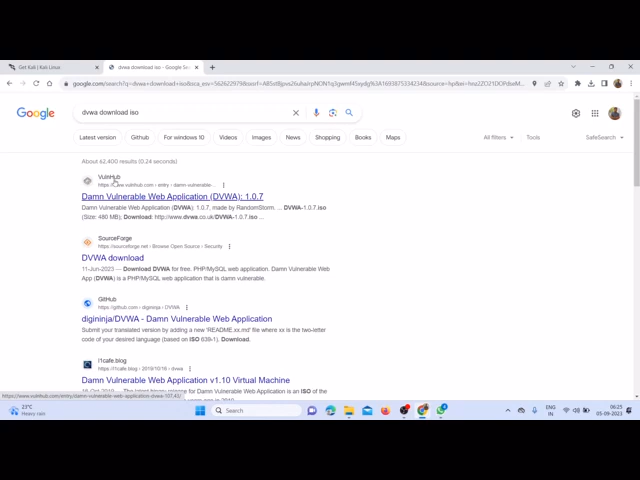 Get Kali | Kali Linux
dvwa download iso - Google Se
dvwa download iso
Google
Latest version
Github
For windows 10
Videos
Images
News
Shopping
Books
Maps
All filters
Tools
SafeSearch
About 62,400 results (0.24 seconds)
VulnHub
https://www.vulnhub.com › entry › damn-vulnerable-...
Damn Vulnerable Web Application (DVWA): 1.0.7
Damn Vulnerable Web Application (DVWA): 1.0.7, made by RandomStorm. ... DVWA-1.0.7.iso
(Size: 480 MB); Download: http://www.dvwa.co.uk/DVWA-1.0.7.iso ...
SourceForge
https://sourceforge.net › Browse Open Source › Security
DVWA download
11-Jun-2023 — Download DVWA for free. PHP/MySQL web application. Damn Vulnerable Web
App (DVWA) is a PHP/MySQL web application that is damn vulnerable.
GitHub
https://github.com › digininja › DVWA
digininja/DVWA - Damn Vulnerable Web Application
Submit your translated version by adding a new 'README.xx.md' file where xx is the two-letter
code of your desired language (based on ISO 639-1). Download.
l1cafe.blog
https://l1cafe.blog › 2019/10/16 › dvwa
Damn Vulnerable Web Application v1.10 Virtual Machine
https://www.vulnhub.com/entry/damn-vulnerable-web-application-dvwa-107,43/
23°C
Heavy rain
Search
ENG
IN
06:25
05-09-2023